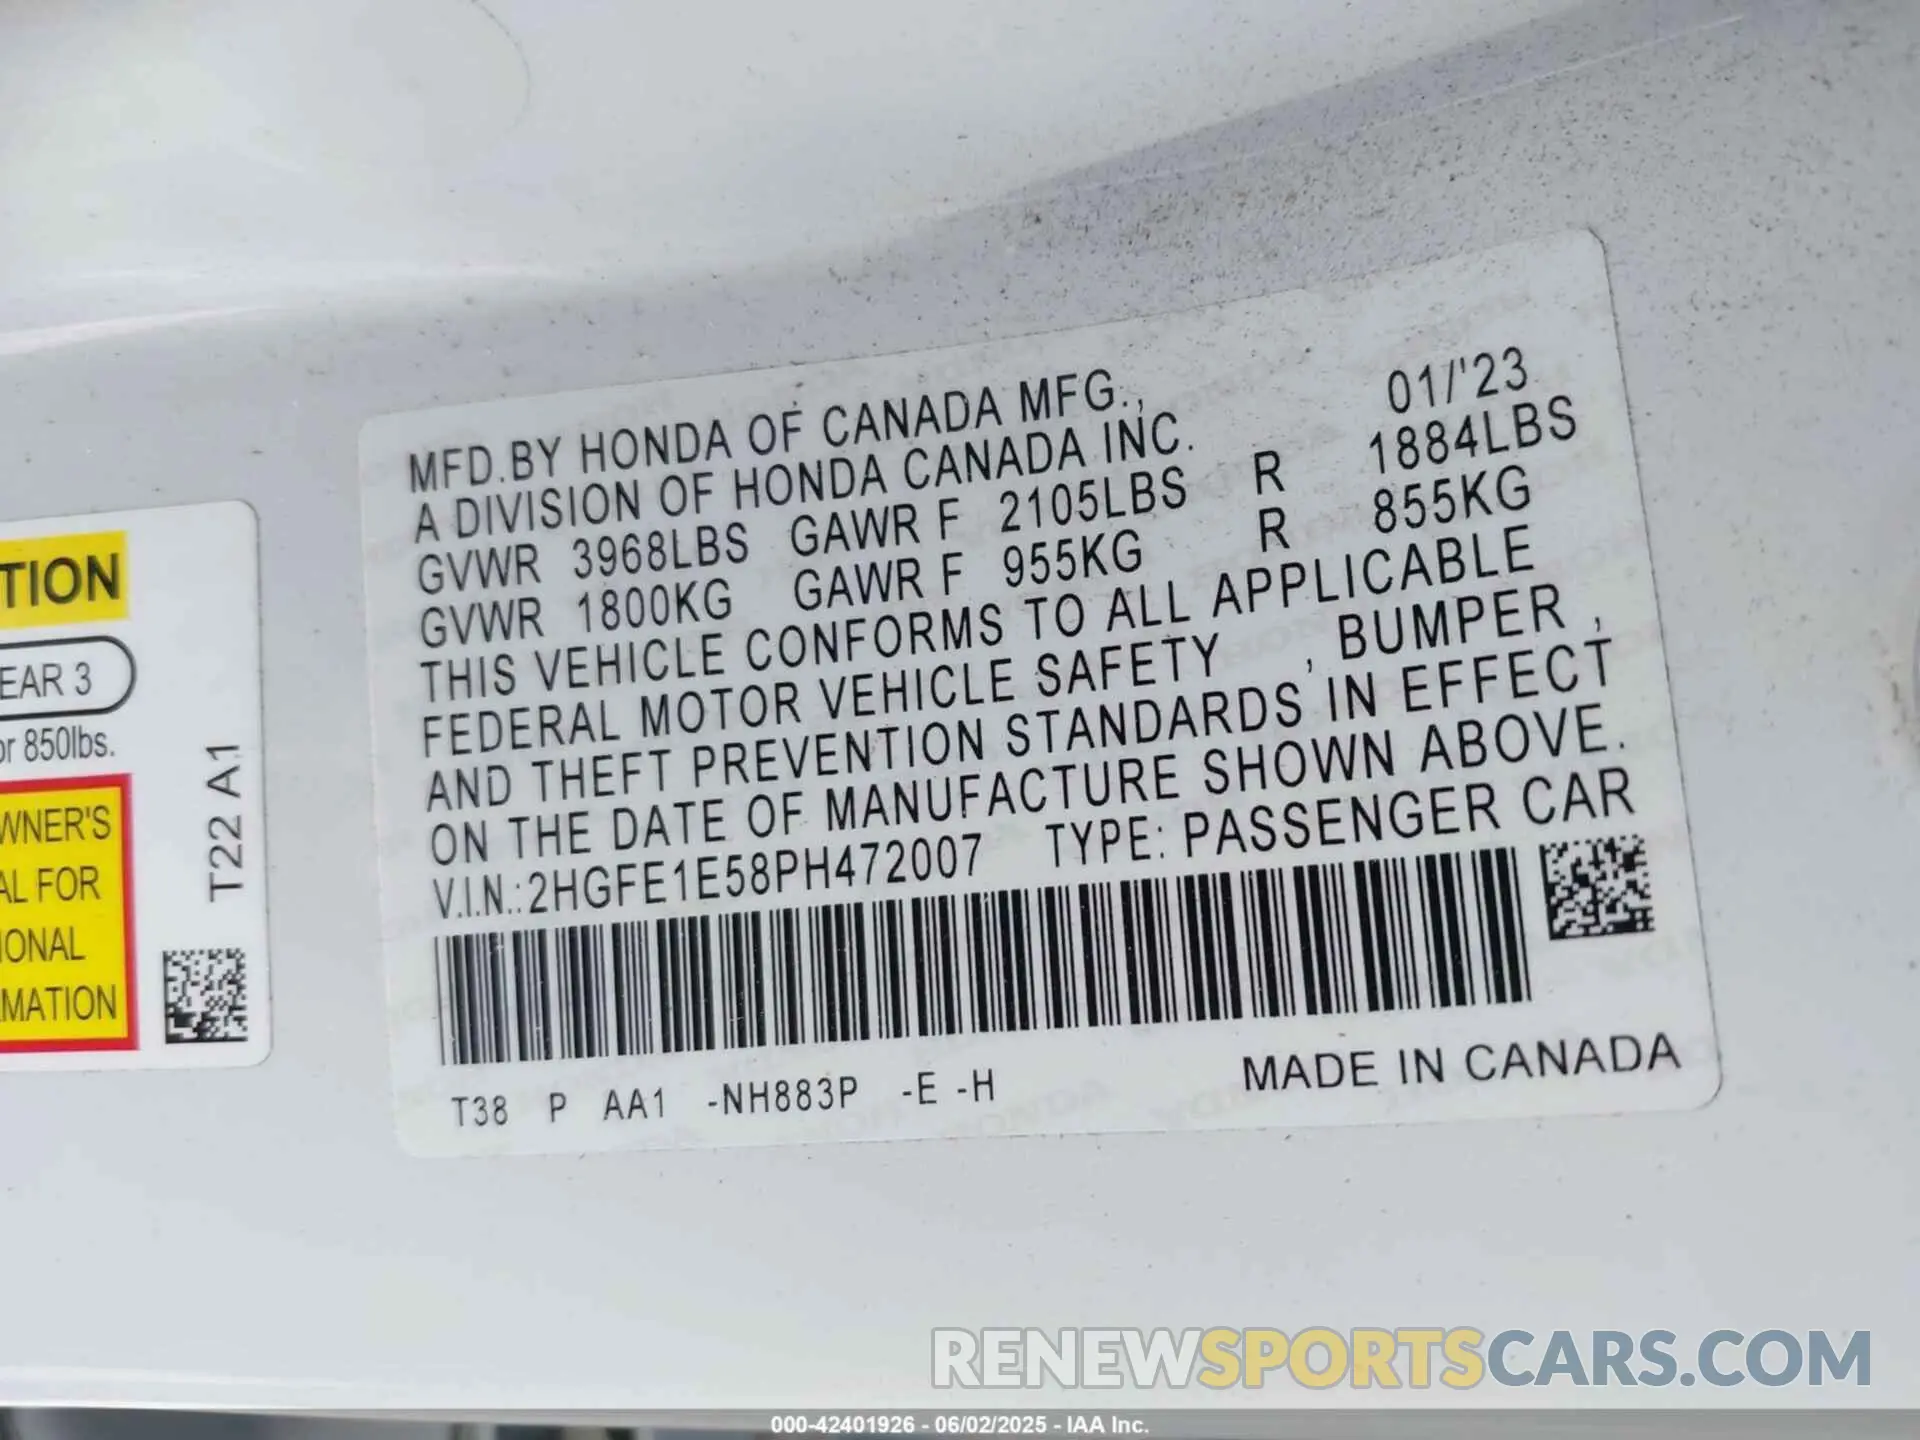 TION
EAR 3
or 850lbs.
WNER'S
AL FOR
IONAL
MATION
T22 A1
MFD.BY HONDA OF CANADA MFG., 01/'23
A DIVISION OF HONDA CANADA INC.
GVWR 3968LBS GAWR F 2105LBS R 1884LBS
GVWR 1800KG GAWR F 955KG R 855KG
THIS VEHICLE CONFORMS TO ALL APPLICABLE
FEDERAL MOTOR VEHICLE SAFETY , BUMPER ,
AND THEFT PREVENTION STANDARDS IN EFFECT
ON THE DATE OF MANUFACTURE SHOWN ABOVE.
V.I.N.:2HGFE1E58PH472007 TYPE: PASSENGER CAR
T38 P AA1 -NH883P -E -H MADE IN CANADA
RENEWSPORTSCARS.COM
000-42401926 - 06/02/2025 - IAA Inc.